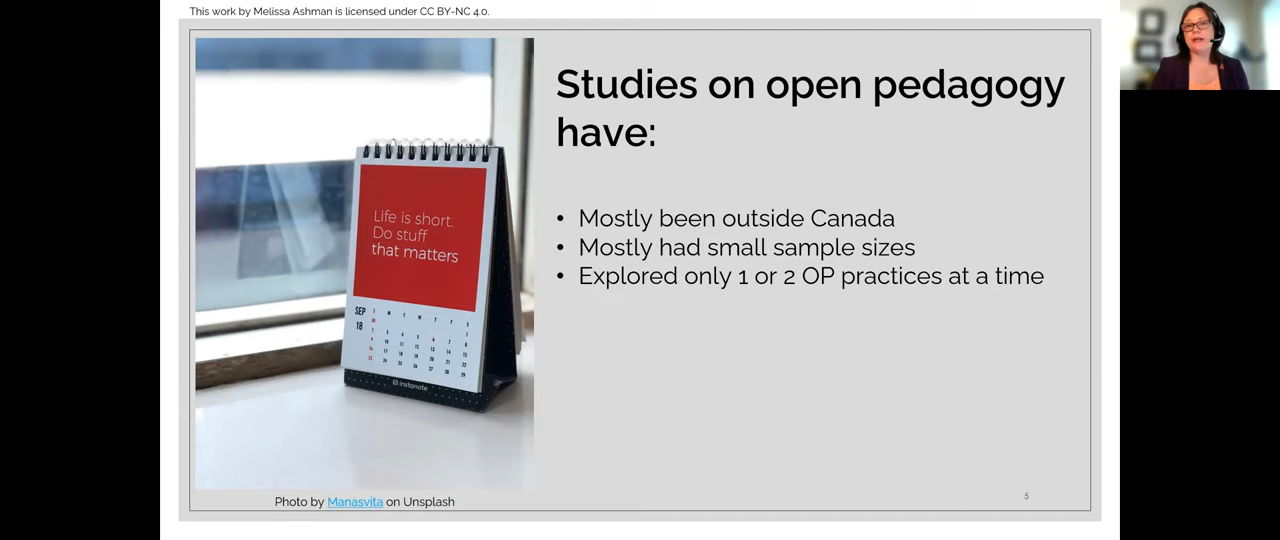 This work by Melissa Ashman is licensed under CC BY-NC 4.0.
Studies on open pedagogy
have:
• Mostly been outside Canada
• Mostly had small sample sizes
• Explored only 1 or 2 OP practices at a time
Life is short.
Do stuff
that matters
SEP
18
S M T W T F S
instanote
Photo by Manasvita on Unsplash
5